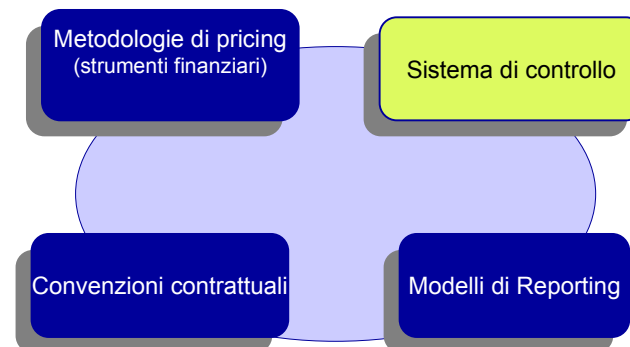 Metodologie di pricing
(strumenti finanziari)
Sistema di controllo
Convenzioni contrattuali
Modelli di Reporting